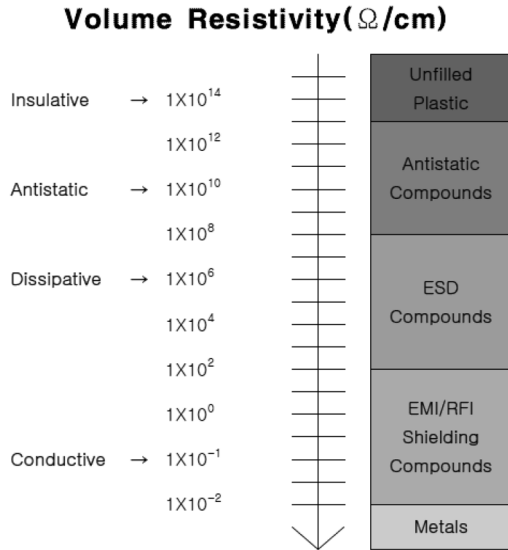 Volume Resistivity(Ω/cm)
Insulative → 1X10¹⁴
1X10¹²
Antistatic → 1X10¹⁰
1X10⁸
Dissipative → 1X10⁶
1X10⁴
1X10²
1X10⁰
Conductive → 1X10⁻¹
1X10⁻²
Unfilled
Plastic
Antistatic
Compounds
ESD
Compounds
EMI/RFI
Shielding
Compounds
Metals